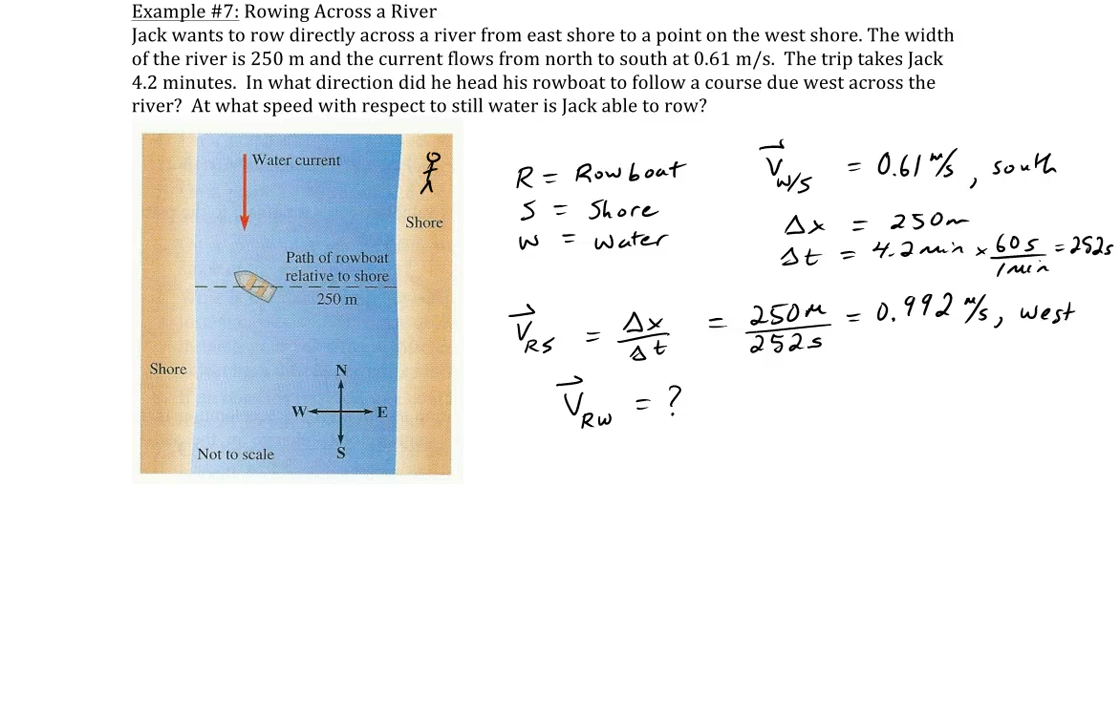 Example #7: Rowing Across a River
Jack wants to row directly across a river from east shore to a point on the west shore. The width
of the river is 250 m and the current flows from north to south at 0.61 m/s.  The trip takes Jack
4.2 minutes.  In what direction did he head his rowboat to follow a course due west across the
river?  At what speed with respect to still water is Jack able to row?
Water current
Shore
Path of rowboat
relative to shore
250 m
Shore
N
W E
S
Not to scale
R = Rowboat
S = Shore
W = Water
V⃗ W/S = 0.61 m/s , south
Δx = 250m
Δt = 4.2 min × 60 s / 1 min = 252s
V⃗ RS = Δx / Δt = 250 m / 252 s = 0.992 m/s, west
V⃗ RW = ?